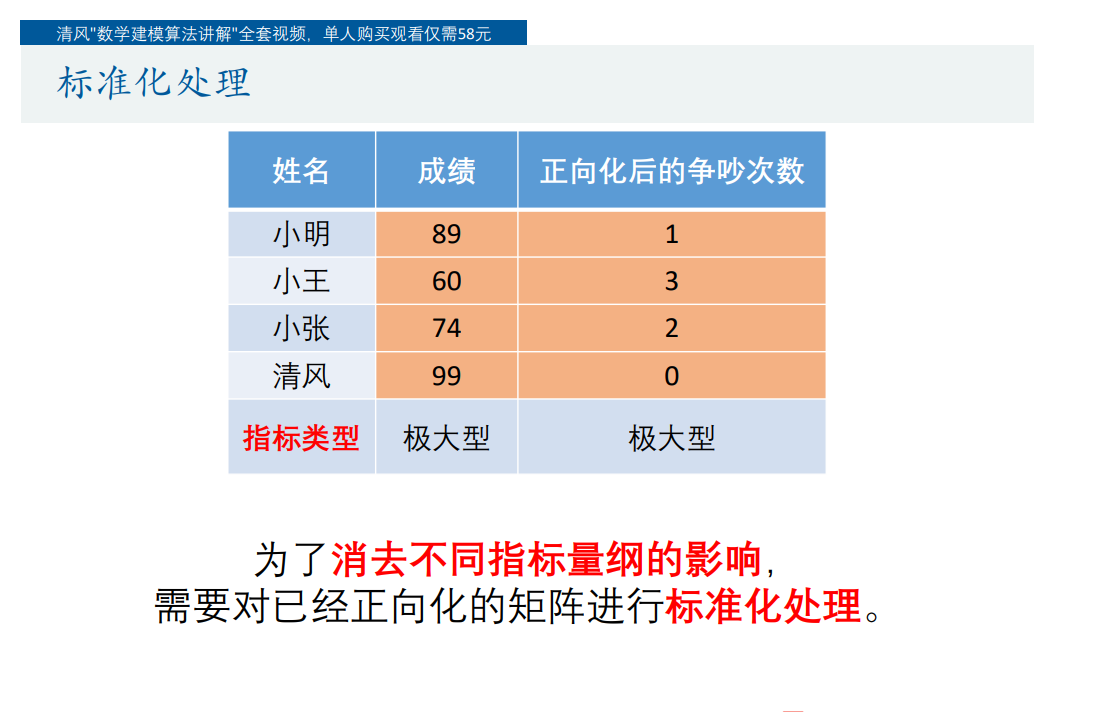 清风"数学建模算法讲解"全套视频，单人购买观看仅需58元
标准化处理
姓名 成绩 正向化后的争吵次数
小明 89 1
小王 60 3
小张 74 2
清风 99 0
指标类型 极大型 极大型
为了消去不同指标量纲的影响，
需要对已经正向化的矩阵进行标准化处理。